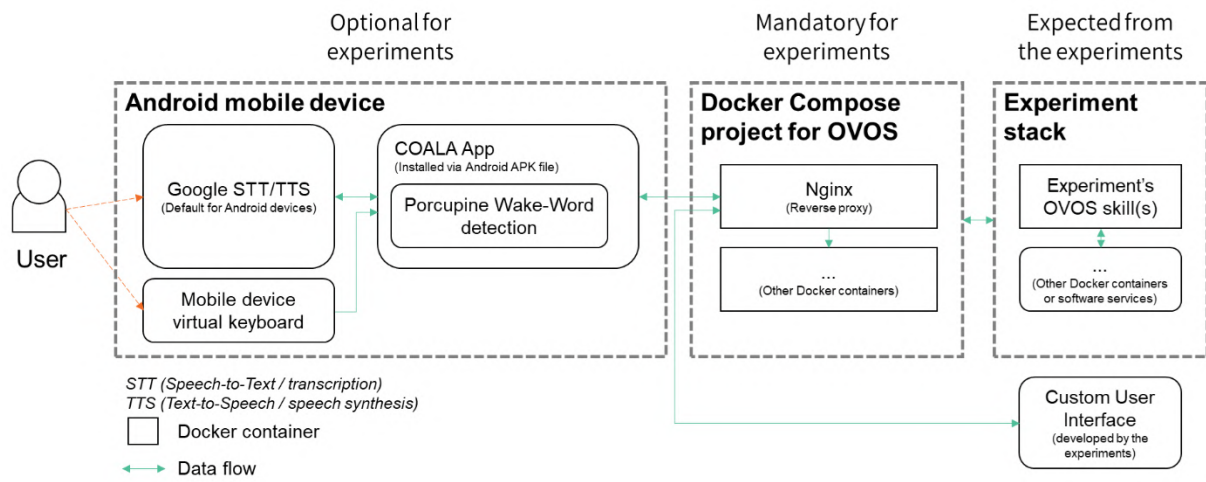 Optional for
experiments
Mandatory for
experiments
Expected from
the experiments
Android mobile device
Google STT/TTS
(Default for Android devices)
Mobile device
virtual keyboard
COALA App
(Installed via Android APK file)
Porcupine Wake-Word
detection
User
Docker Compose
project for OVOS
Nginx
(Reverse proxy)
...
(Other Docker containers)
Experiment
stack
Experiment's
OVOS skill(s)
...
(Other Docker containers
or software services)
Custom User
Interface
(developed by the
experiments)
STT (Speech-to-Text / transcription)
TTS (Text-to-Speech / speech synthesis)
Docker container
Data flow